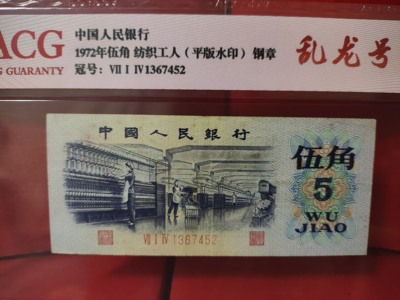 ACG
GUARANTY
中国人民银行
1972年伍角 纺织工人（平版水印）钢章
冠号：VII I IV1367452
乱龙号
中國人民銀行
伍角
5
WU
JIAO
VII I IV 1367452